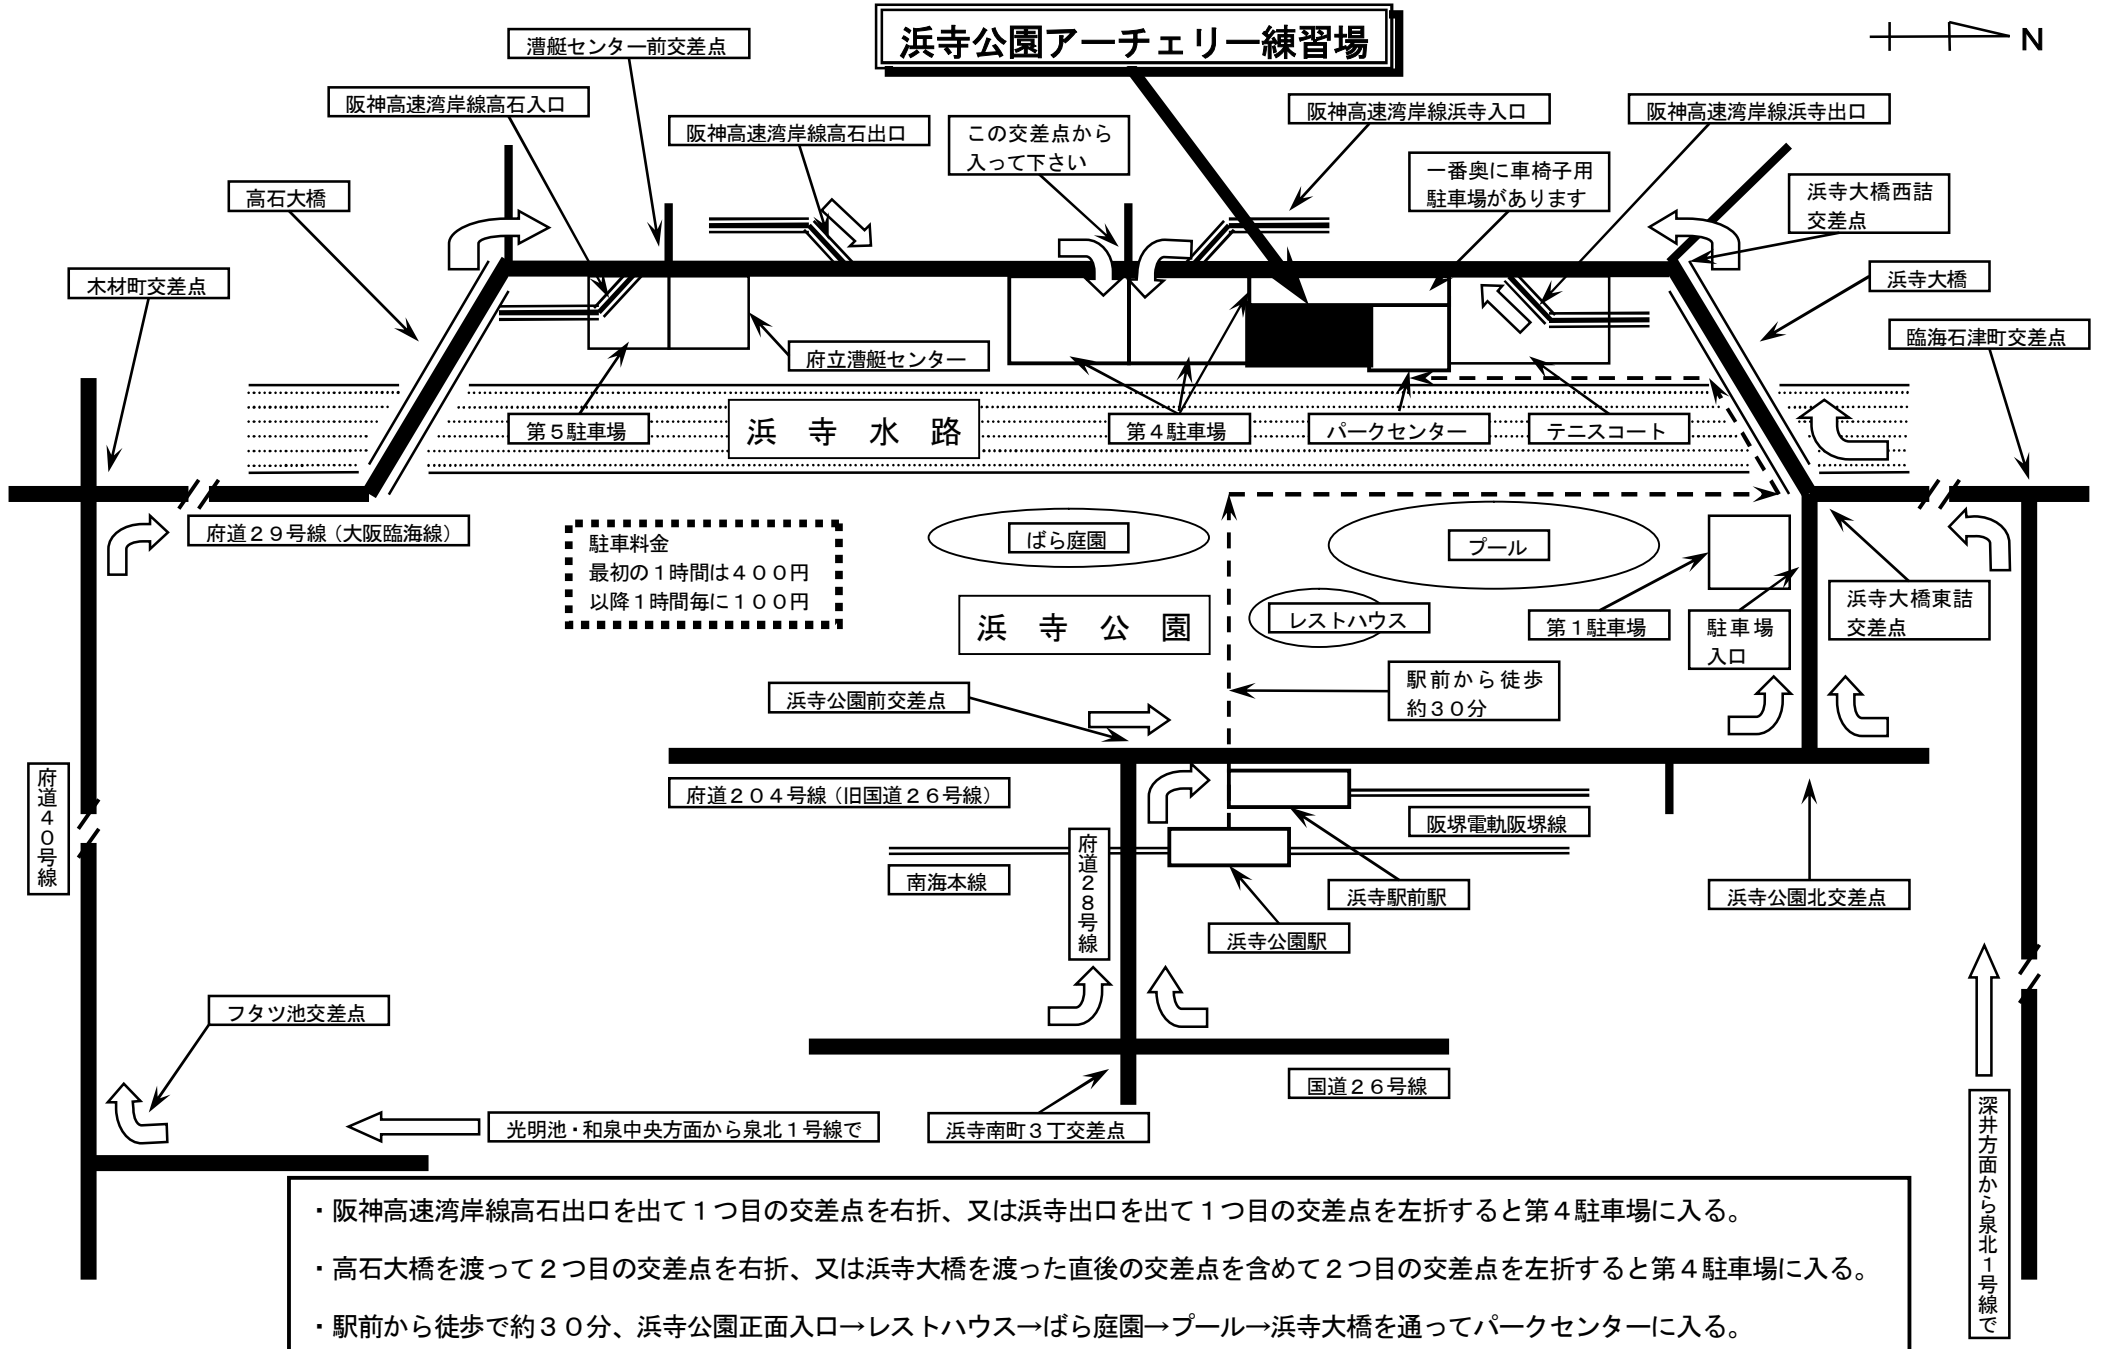 浜寺公園アーチェリー練習場
N
漕艇センター前交差点
阪神高速湾岸線高石入口
阪神高速湾岸線高石出口
この交差点から
入って下さい
阪神高速湾岸線浜寺入口
阪神高速湾岸線浜寺出口
一番奥に車椅子用
駐車場があります
浜寺大橋西詰
交差点
高石大橋
木材町交差点
浜寺大橋
臨海石津町交差点
府立漕艇センター
第5駐車場
浜寺水路
第4駐車場
パークセンター
テニスコート
府道29号線(大阪臨海線)
駐車料金
最初の1時間は400円
以降1時間毎に100円
ばら庭園
プール
浜寺公園
レストハウス
第1駐車場
駐車場
入口
浜寺大橋東詰
交差点
浜寺公園前交差点
駅前から徒歩
約30分
府道40号線
府道204号線(旧国道26号線)
阪堺電軌阪堺線
府道28号線
南海本線
浜寺駅前駅
浜寺公園駅
浜寺公園北交差点
フタツ池交差点
国道26号線
光明池・和泉中央方面から泉北1号線で
浜寺南町3丁交差点
深井方面から泉北1号線で
・阪神高速湾岸線高石出口を出て1つ目の交差点を右折、又は浜寺出口を出て1つ目の交差点を左折すると第4駐車場に入る。
・高石大橋を渡って2つ目の交差点を右折、又は浜寺大橋を渡った直後の交差点を含めて2つ目の交差点を左折すると第4駐車場に入る。
・駅前から徒歩で約30分、浜寺公園正面入口→レストハウス→ばら庭園→プール→浜寺大橋を通ってパークセンターに入る。